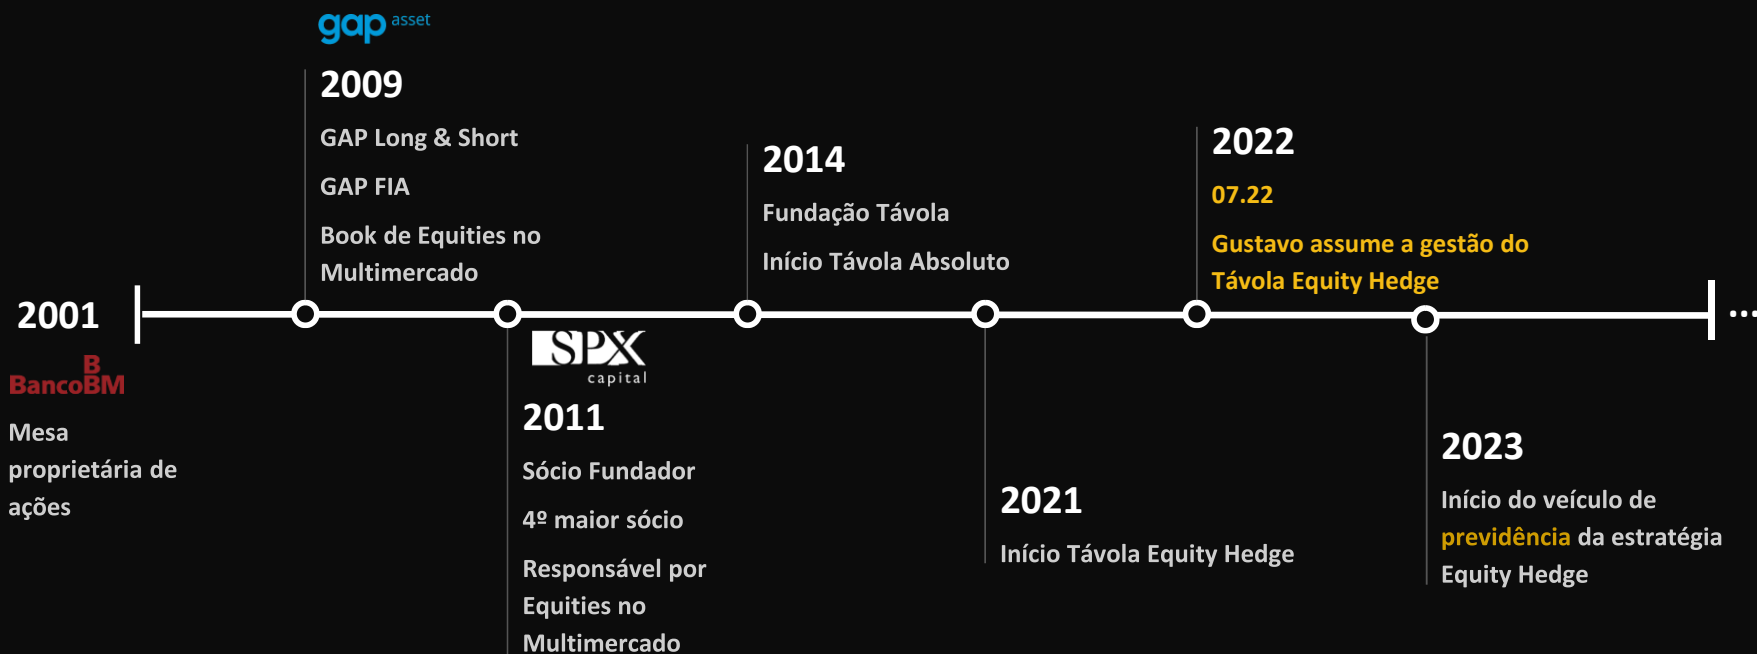 gap asset
2009
GAP Long & Short
GAP FIA
Book de Equities no
Multimercado
2014
Fundação Távola
Início Távola Absoluto
2022
07.22
Gustavo assume a gestão do
Távola Equity Hedge
2001
B
BancoBM
B
Mesa
proprietária de
ações
SPX
capital
2011
Sócio Fundador
4º maior sócio
Responsável por
Equities no
Multimercado
2021
Início Távola Equity Hedge
2023
Início do veículo de
previdência da estratégia
Equity Hedge
...